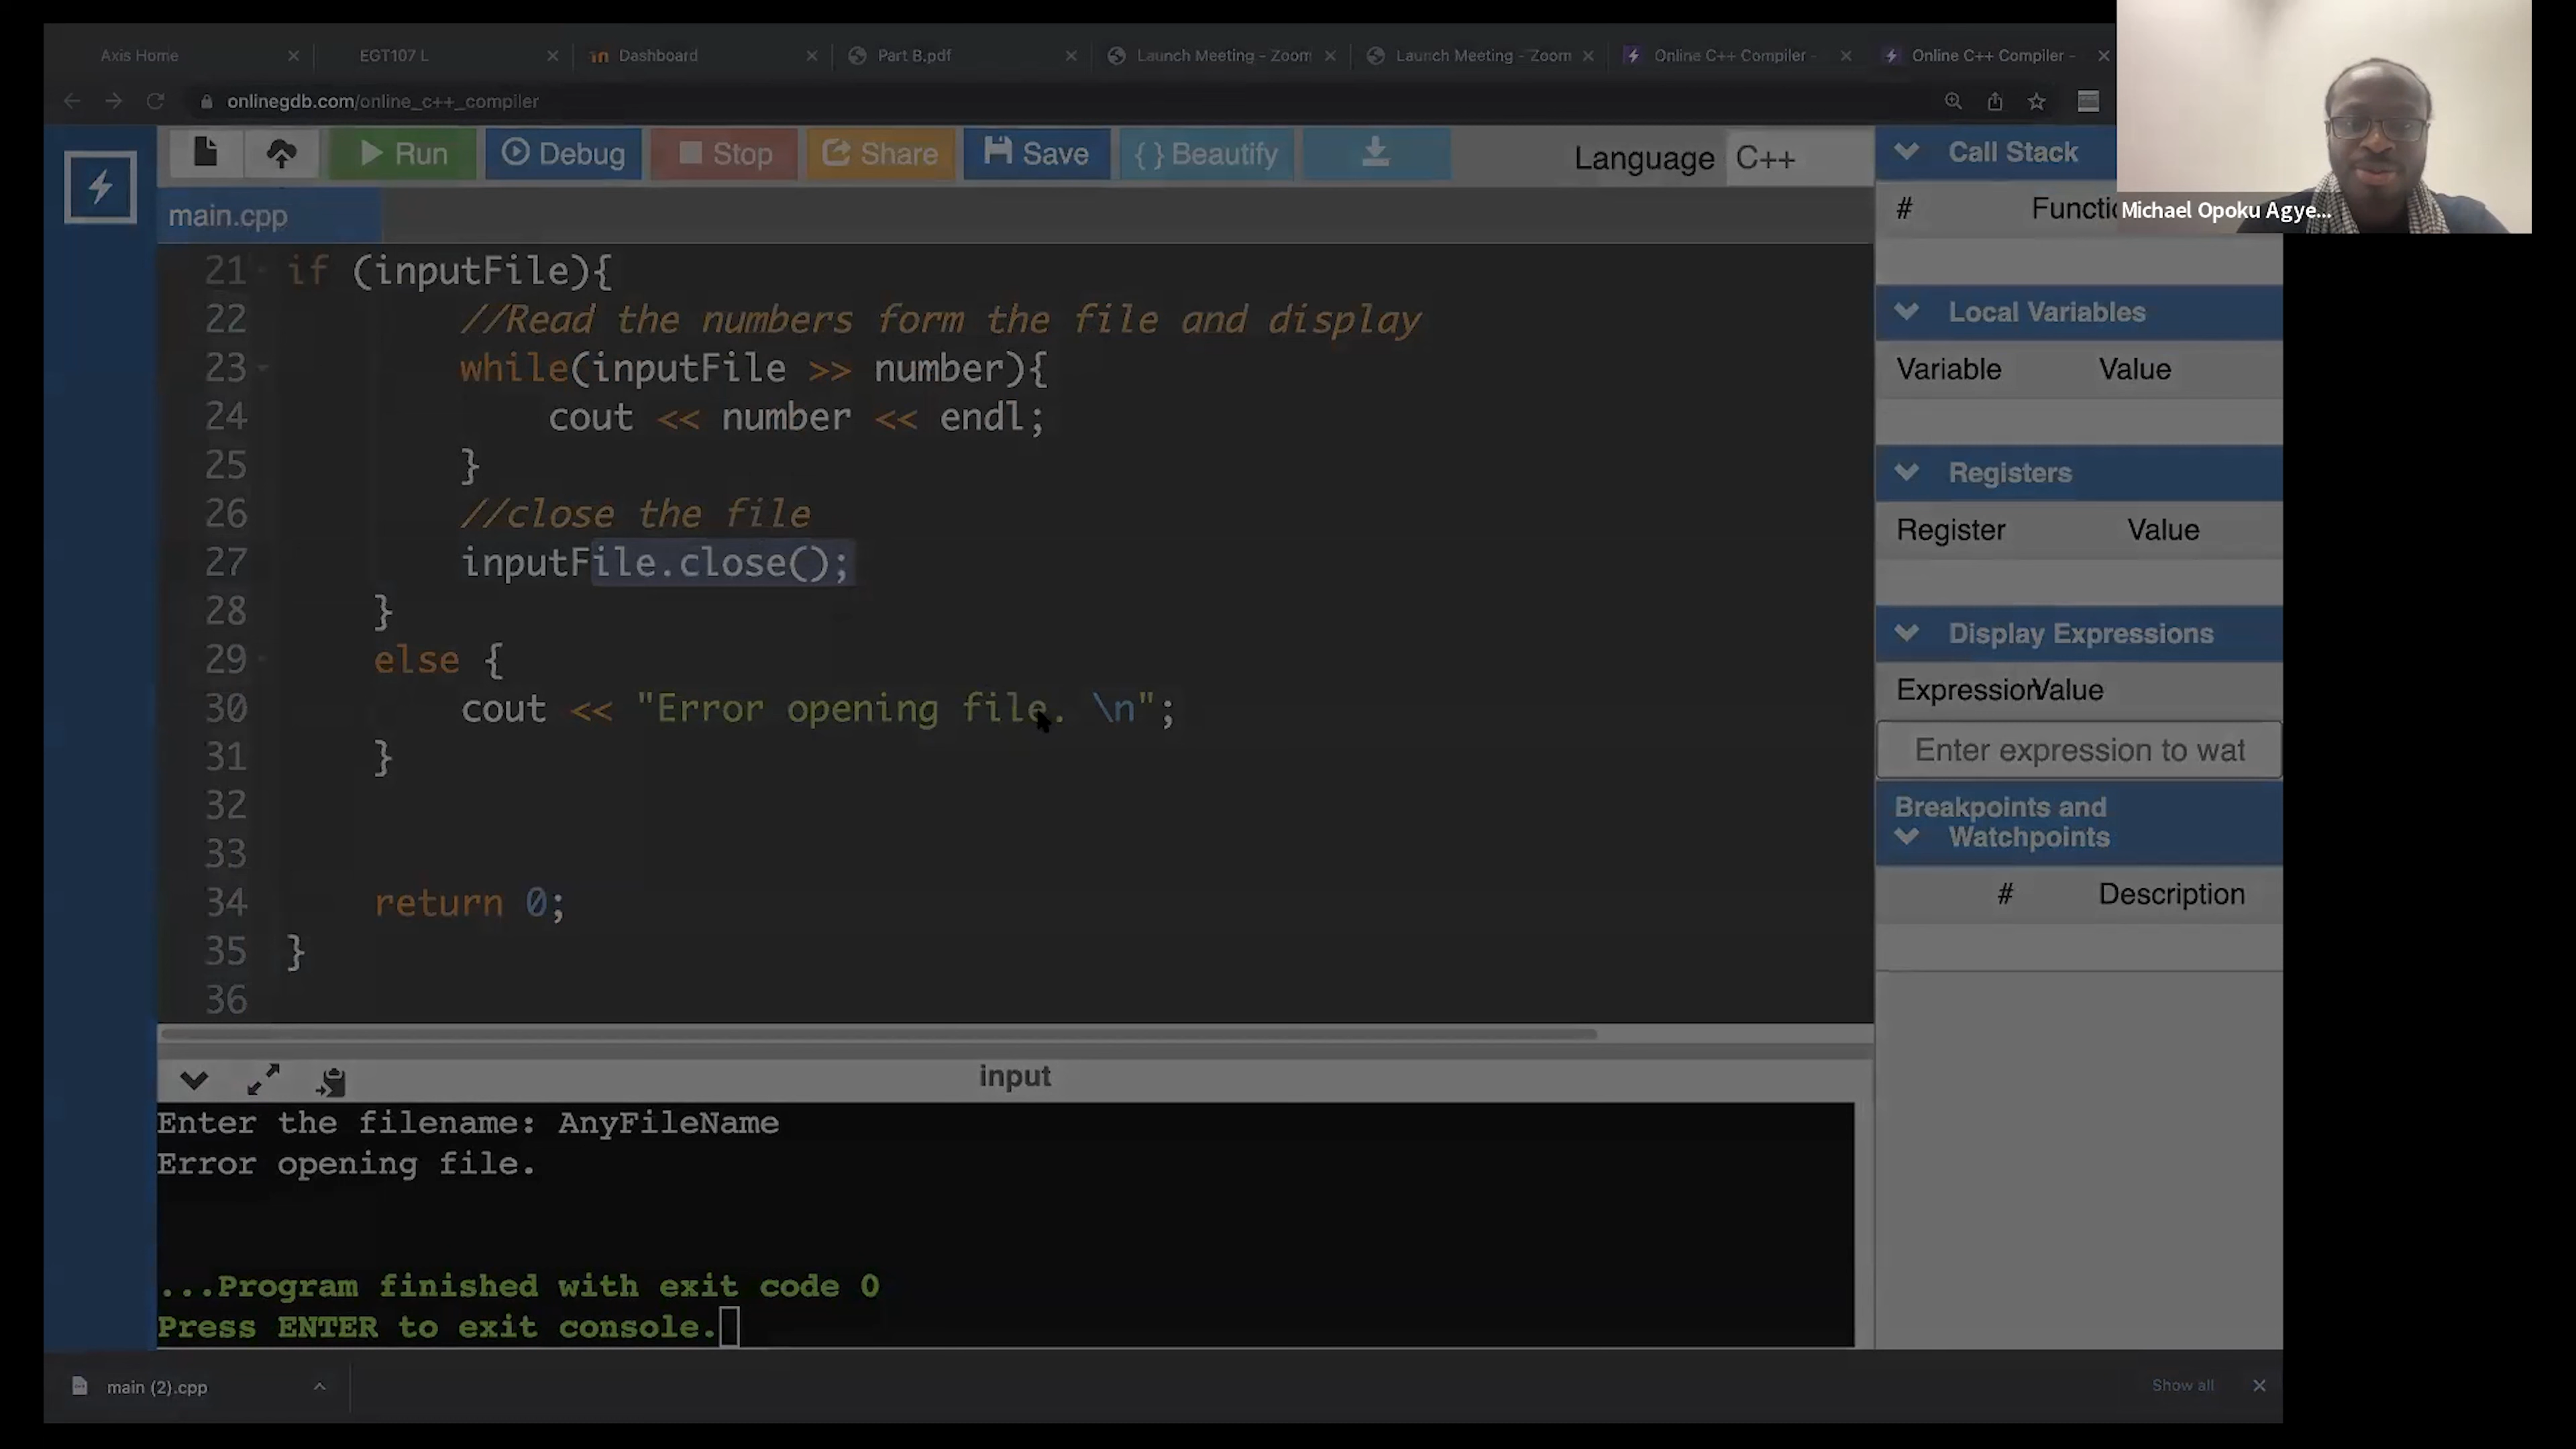 Axis Home
EGT107 L
Dashboard
Part B.pdf
Launch Meeting - Zoom
Launch Meeting - Zoom
Online C++ Compiler -
Online C++ Compiler -
onlinegdb.com/online_c++_compiler
Run
Debug
Stop
Share
Save
{ } Beautify
Language C++
main.cpp
21 if (inputFile){
22 //Read the numbers form the file and display
23 while(inputFile >> number){
24 cout << number << endl;
25 }
26 //close the file
27 inputFile.close();
28 }
29 else {
30 cout << "Error opening file. \n";
31 }
32
33
34 return 0;
35 }
36
input
Enter the filename: AnyFileName
Error opening file.
...Program finished with exit code 0
Press ENTER to exit console.
Call Stack
# Functio
Michael Opoku Agye...
Local Variables
Variable Value
Registers
Register Value
Display Expressions
Expression Value
Enter expression to wat
Breakpoints and
Watchpoints
# Description
main (2).cpp
Show all